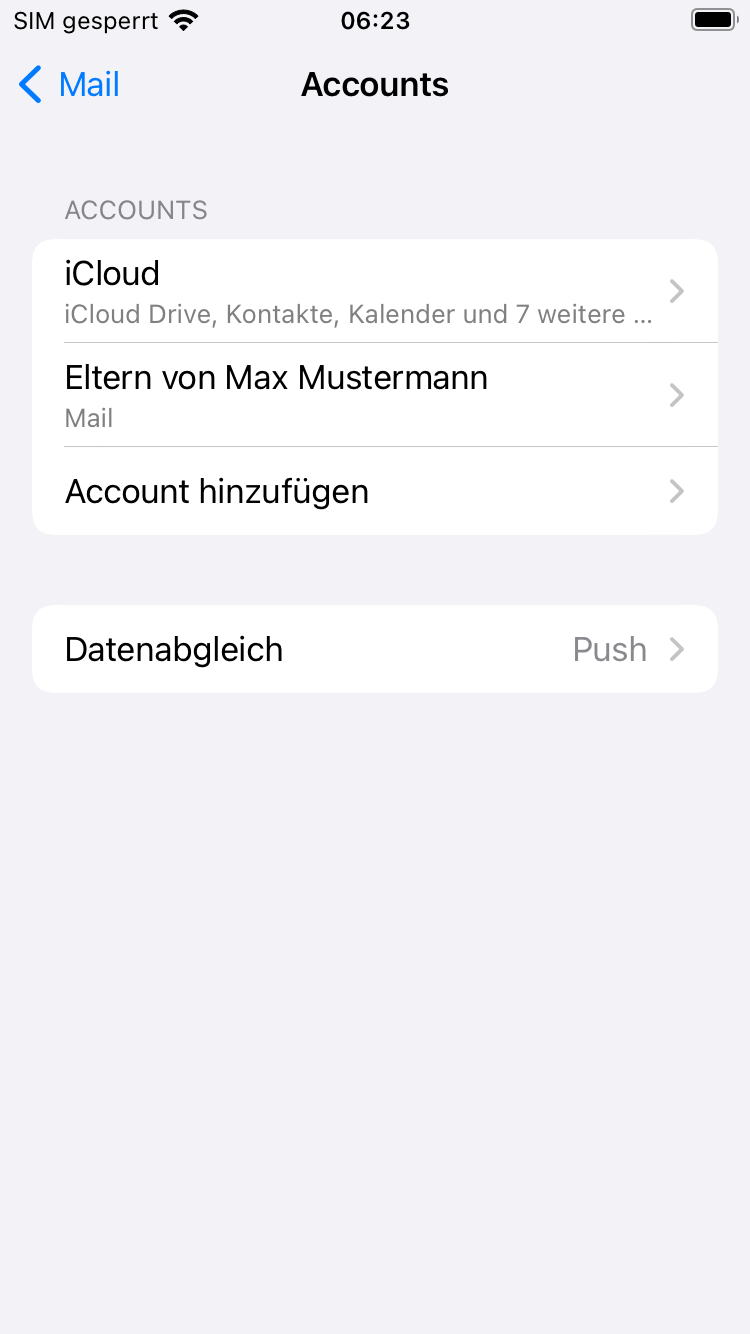 SIM gesperrt 06:23
Mail Accounts
ACCOUNTS
iCloud
iCloud Drive, Kontakte, Kalender und 7 weitere ...
Eltern von Max Mustermann
Mail
Account hinzufügen
Datenabgleich Push